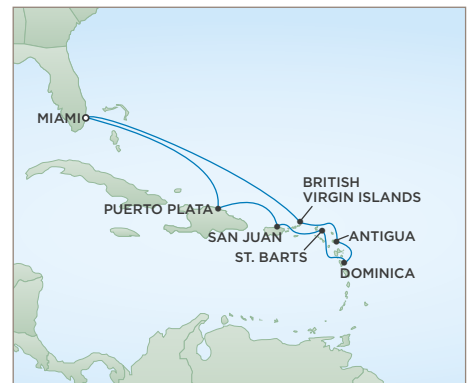 MIAMI
BRITISH
VIRGIN ISLANDS
PUERTO PLATA
SAN JUAN
ANTIGUA
ST. BARTS
DOMINICA